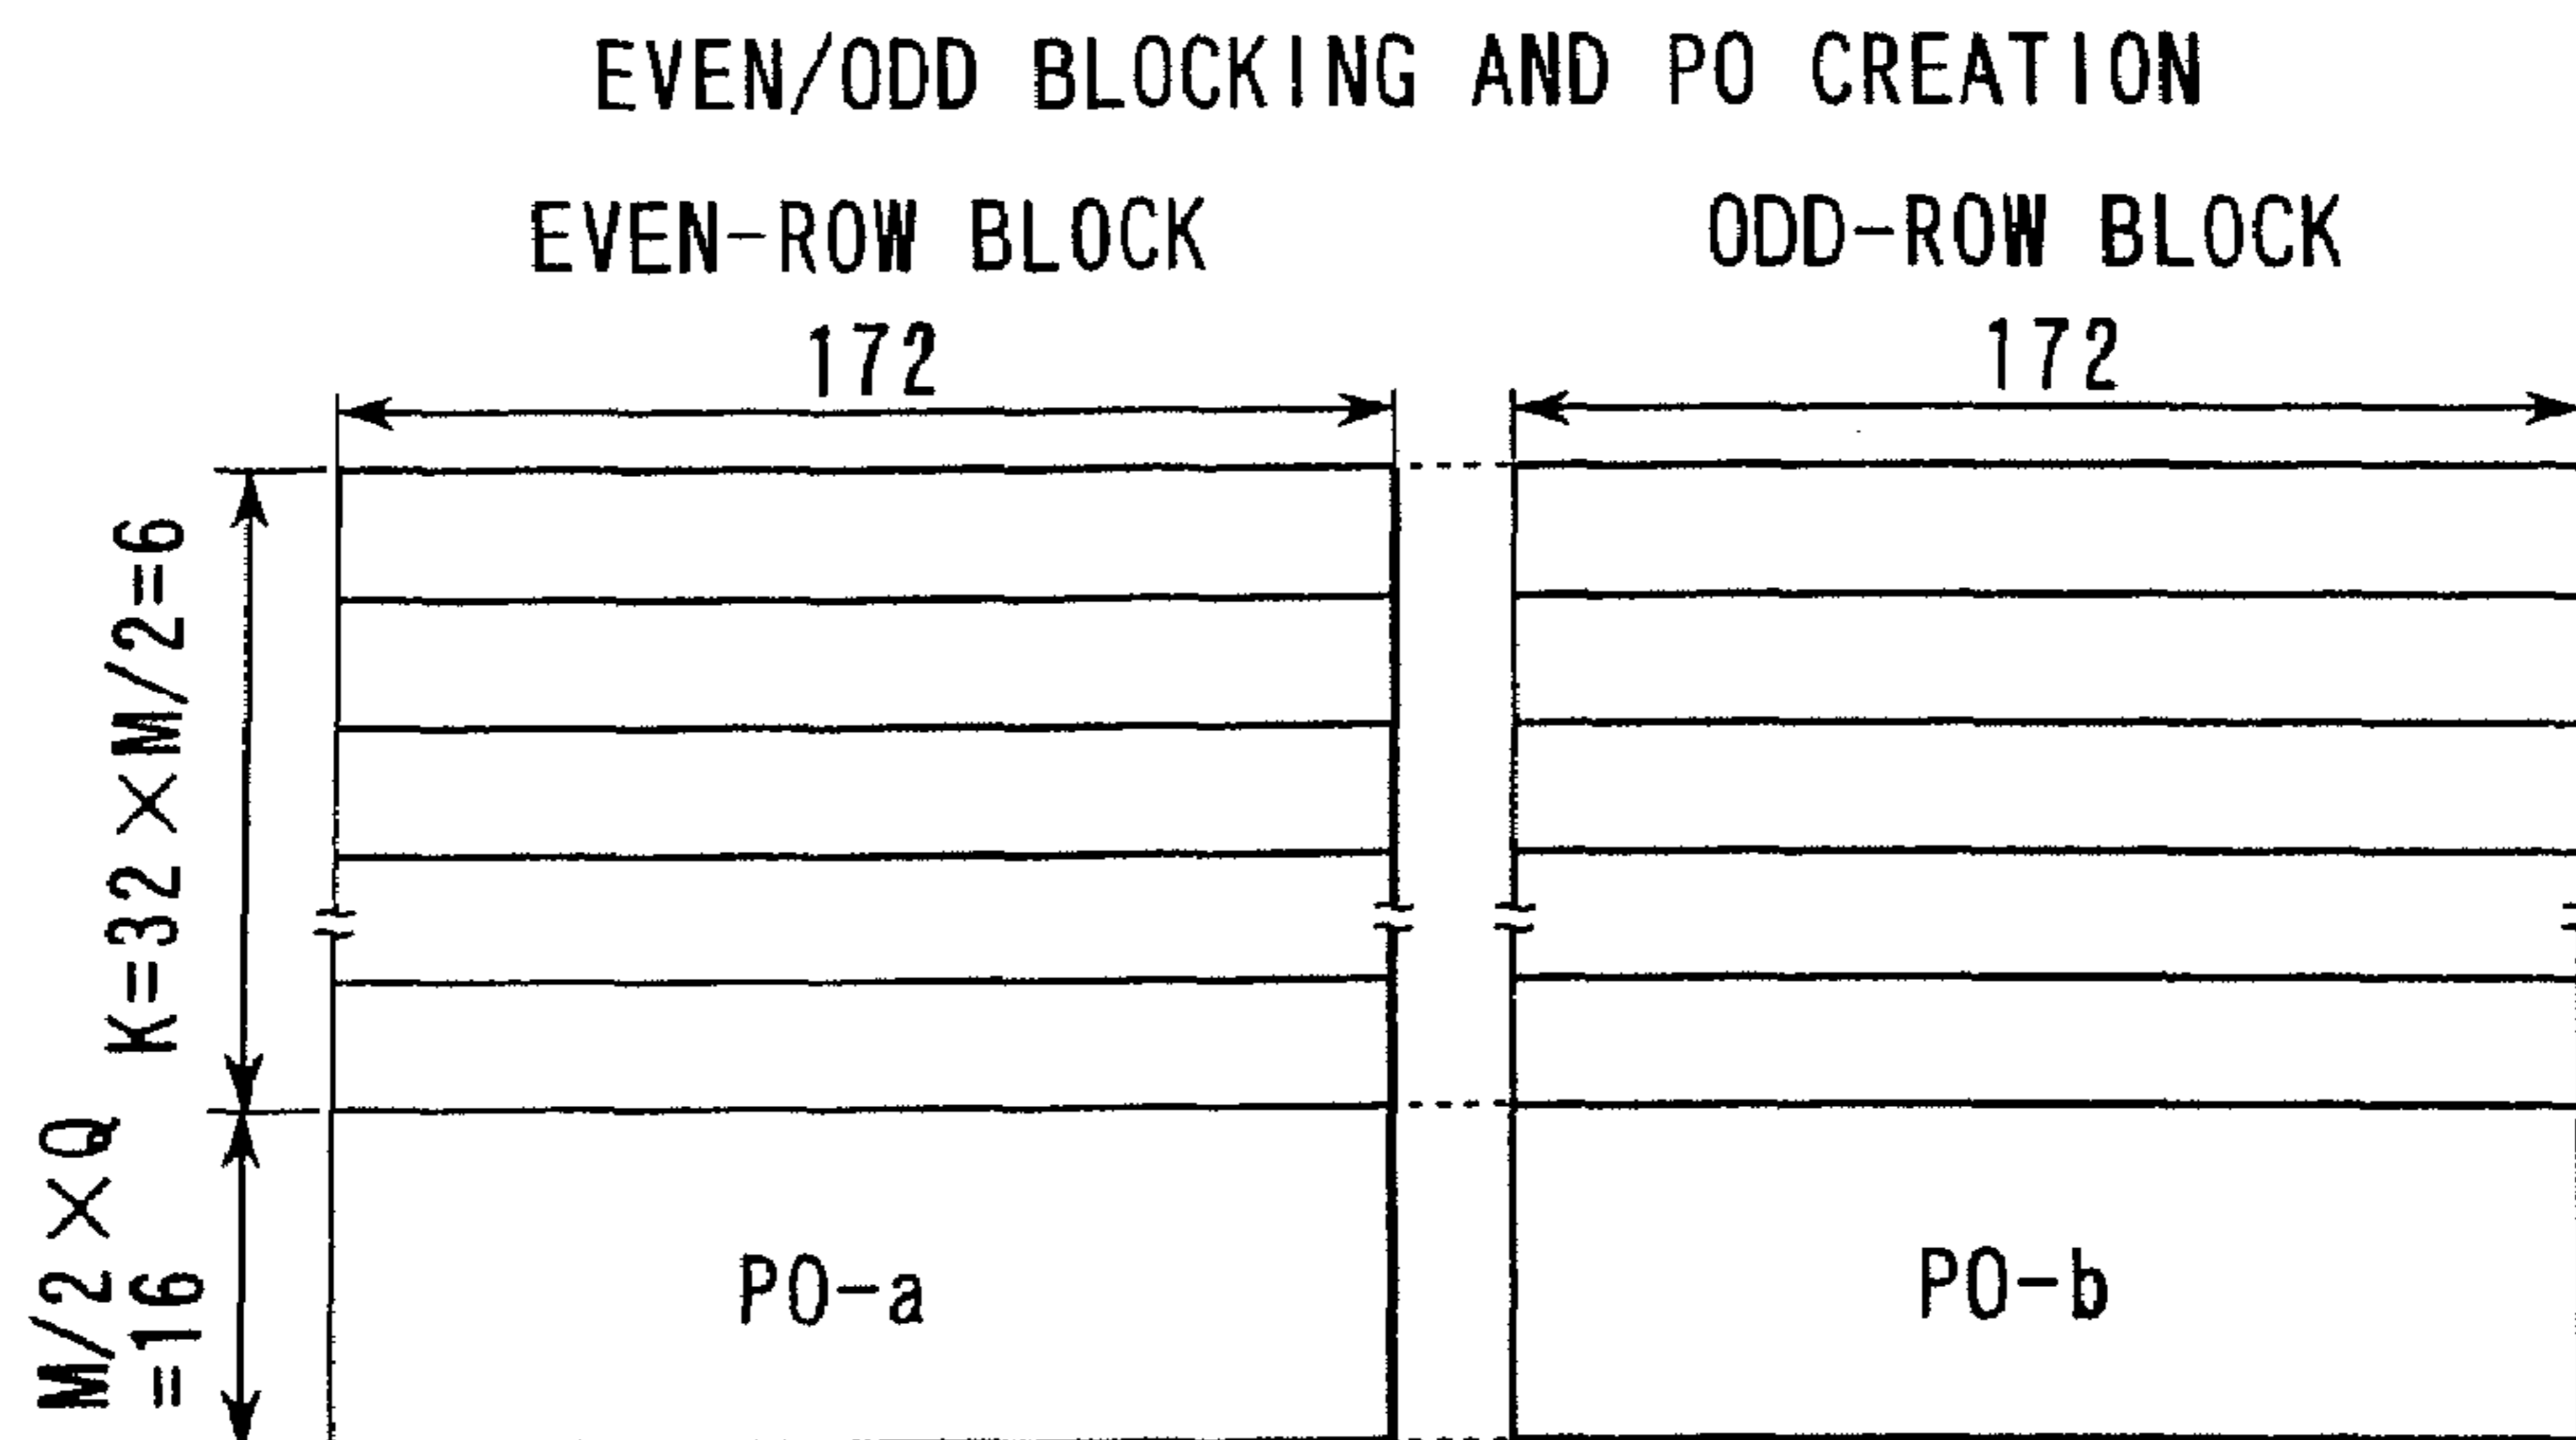 EVEN/ODD BLOCKING AND PO CREATION
EVEN-ROW BLOCK
ODD-ROW BLOCK
172
172
K=32×M/2=6
M/2×Q
=16
PO-a
PO-b